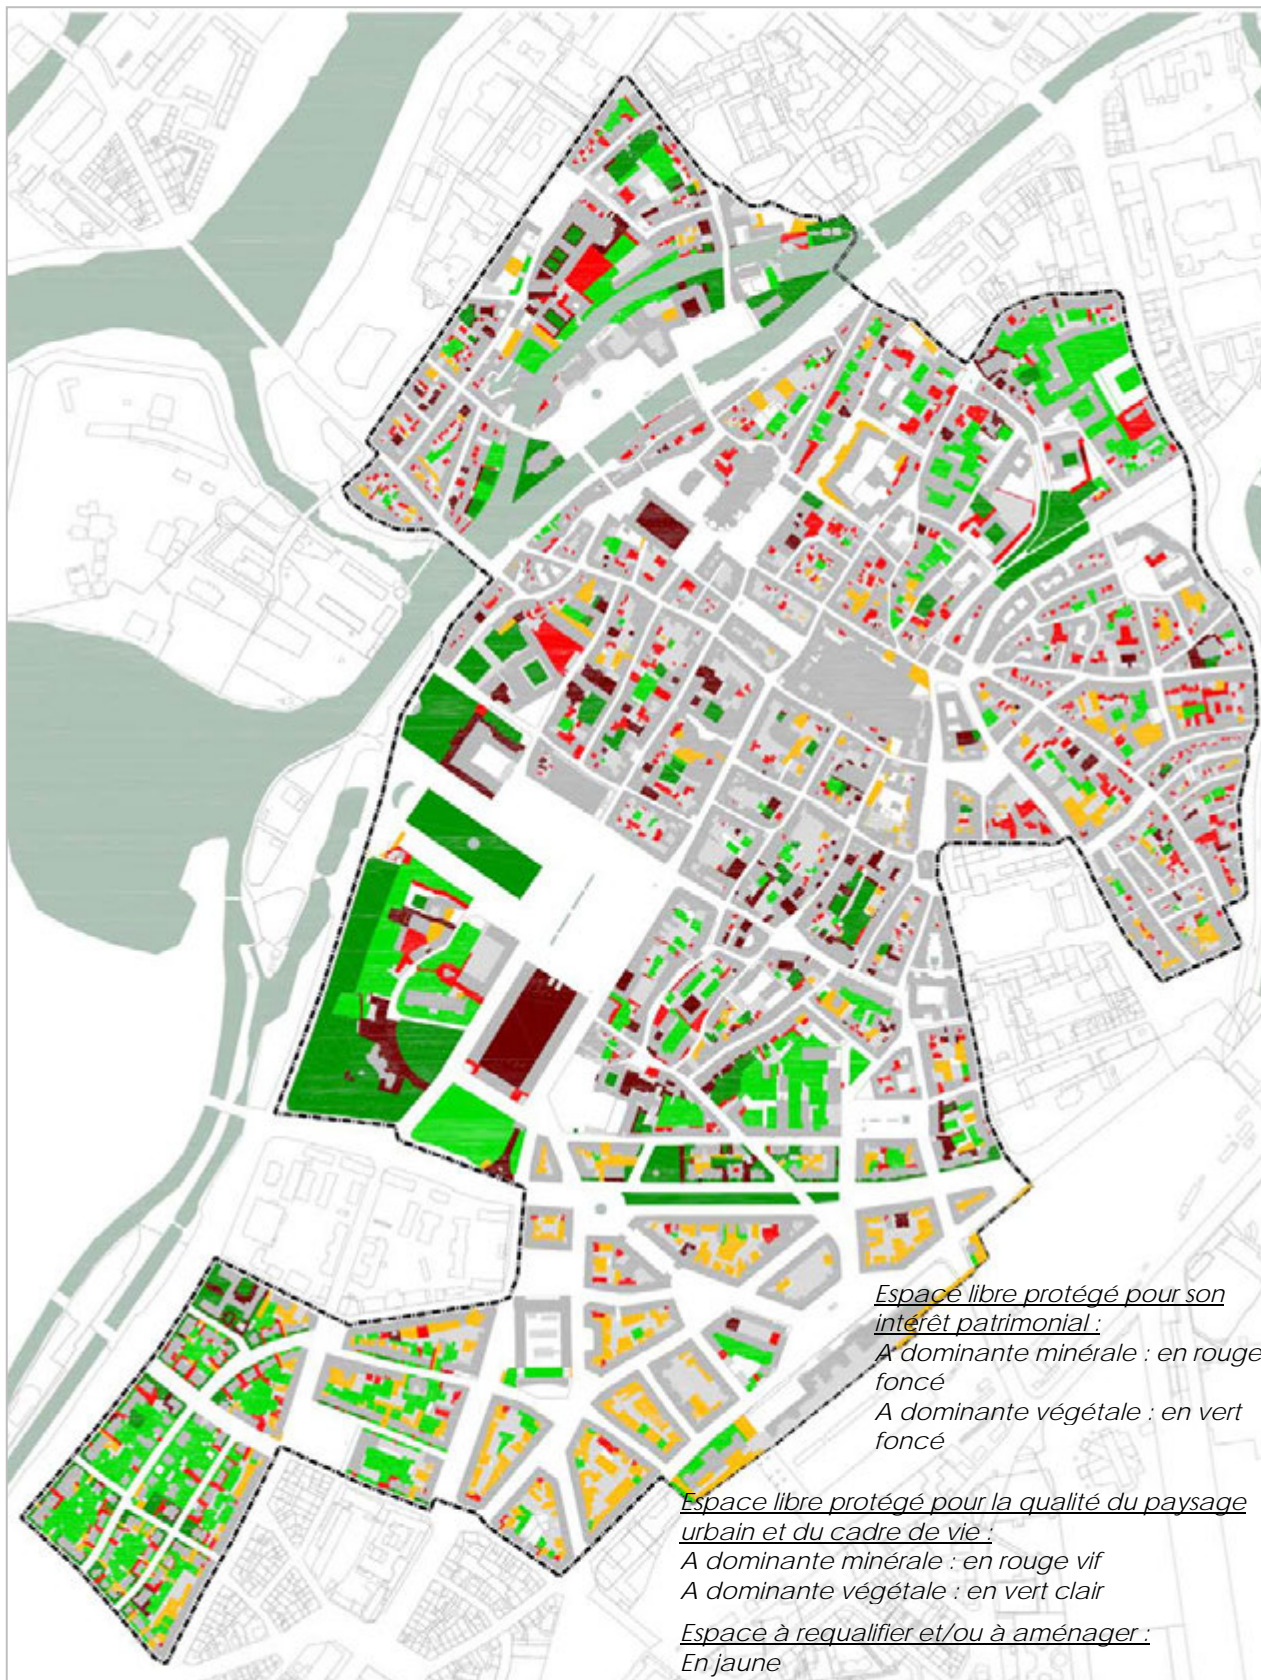 Espace libre protégé pour son
intérêt patrimonial :
A dominante minérale : en rouge
foncé
A dominante végétale : en vert
foncé
Espace libre protégé pour la qualité du paysage
urbain et du cadre de vie :
A dominante minérale : en rouge vif
A dominante végétale : en vert clair
Espace à requalifier et/ou à aménager :
En jaune